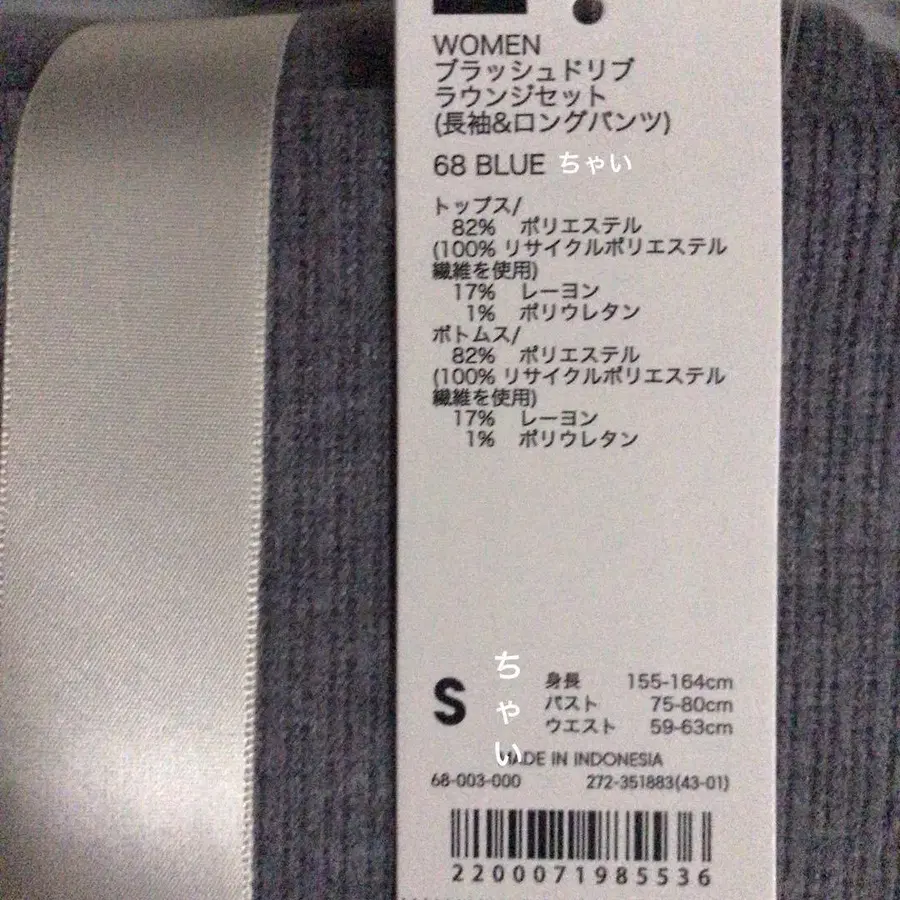 WOMEN
ブラッシュドリブ
ラウンジセット
(長袖&ロングパンツ)
68 BLUE ちゃい
トップス/
82% ポリエステル
(100% リサイクルポリエステル
繊維を使用)
17% レーヨン
1% ポリウレタン
ボトムス/
82% ポリエステル
(100% リサイクルポリエステル
繊維を使用)
17% レーヨン
1% ポリウレタン
S
ちゃい
身長 155-164cm
バスト 75-80cm
ウエスト 59-63cm
MADE IN INDONESIA
68-003-000 272-351883(43-01)
2200071985536